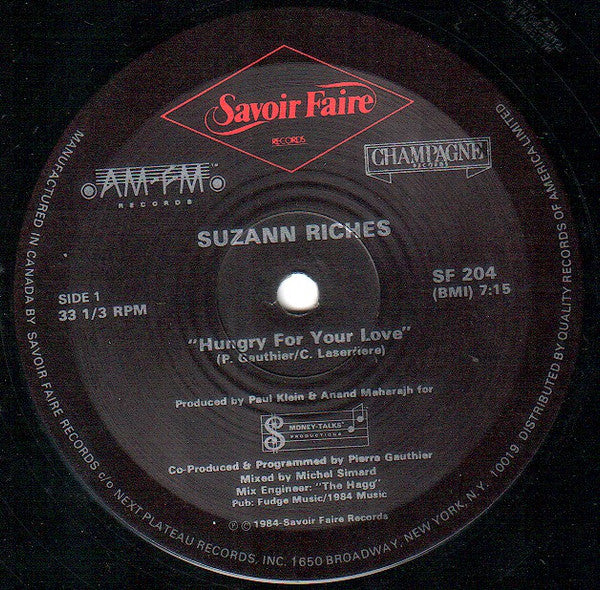 Savoir Faire
RECORDS
AM-FM™
RECORDS
CHAMPAGNE
RECORDS
SUZANN RICHES
SF 204
(BMI) 7:15
SIDE 1
33 1/3 RPM
"Hungry For Your Love"
(P. Gauthier/C. Laserriere)
Produced by Paul Klein & Anand Maharajh for
MONEY-TALKS
PRODUCTIONS
Co-Produced & Programmed by Pierre Gauthier
Mixed by Michel Simard
Mix Engineer: "The Hagg"
Pub: Fudge Music/1984 Music
℗ © 1984-Savoir Faire Records
MANUFACTURED IN CANADA BY SAVOIR FAIRE RECORDS c/o NEXT PLATEAU RECORDS, INC. 1650 BROADWAY, NEW YORK, N.Y. 10019 DISTRIBUTED BY QUALITY RECORDS OF AMERICA LIMITED